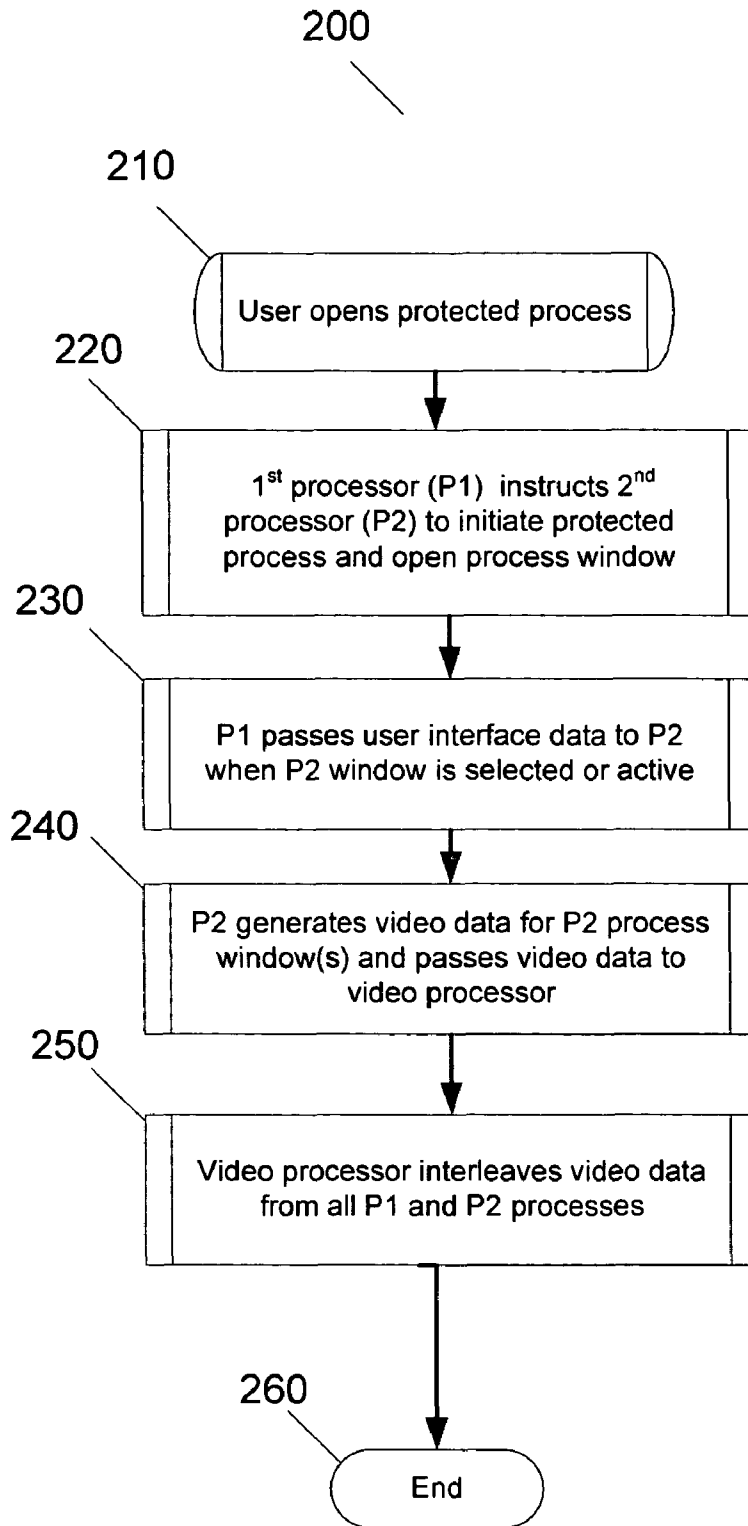 200
210
User opens protected process
220
1st processor (P1) instructs 2nd
processor (P2) to initiate protected
process and open process window
230
P1 passes user interface data to P2
when P2 window is selected or active
240
P2 generates video data for P2 process
window(s) and passes video data to
video processor
250
Video processor interleaves video data
from all P1 and P2 processes
260
End